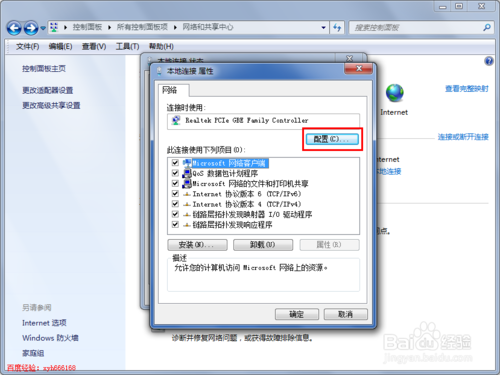 控制面板 ▸ 所有控制面板项 ▸ 网络和共享中心
搜索控制面板
文件(F) 编辑(E) 查看(V) 工具(T) 帮助(H)
控制面板主页
更改适配器设置
更改高级共享设置
本地连接 状态
本地连接 属性
网络
连接时使用:
Realtek PCIe GBE Family Controller
配置(C)...
此连接使用下列项目(O):
Microsoft 网络客户端
QoS 数据包计划程序
Microsoft 网络的文件和打印机共享
Internet 协议版本 6 (TCP/IPv6)
Internet 协议版本 4 (TCP/IPv4)
链路层拓扑发现映射器 I/O 驱动程序
链路层拓扑发现响应程序
安装(N)...
卸载(U)
属性(R)
描述
允许您的计算机访问 Microsoft 网络上的资源。
确定
取消
查看完整映射
连接或断开连接
ternet
地连接
点。
诊断并修复网络问题，或获得故障排除信息。
另请参阅
Internet 选项
Windows 防火墙
家庭组
百度经验：xyh666168
Baidu 经验
jingyan.baidu.com